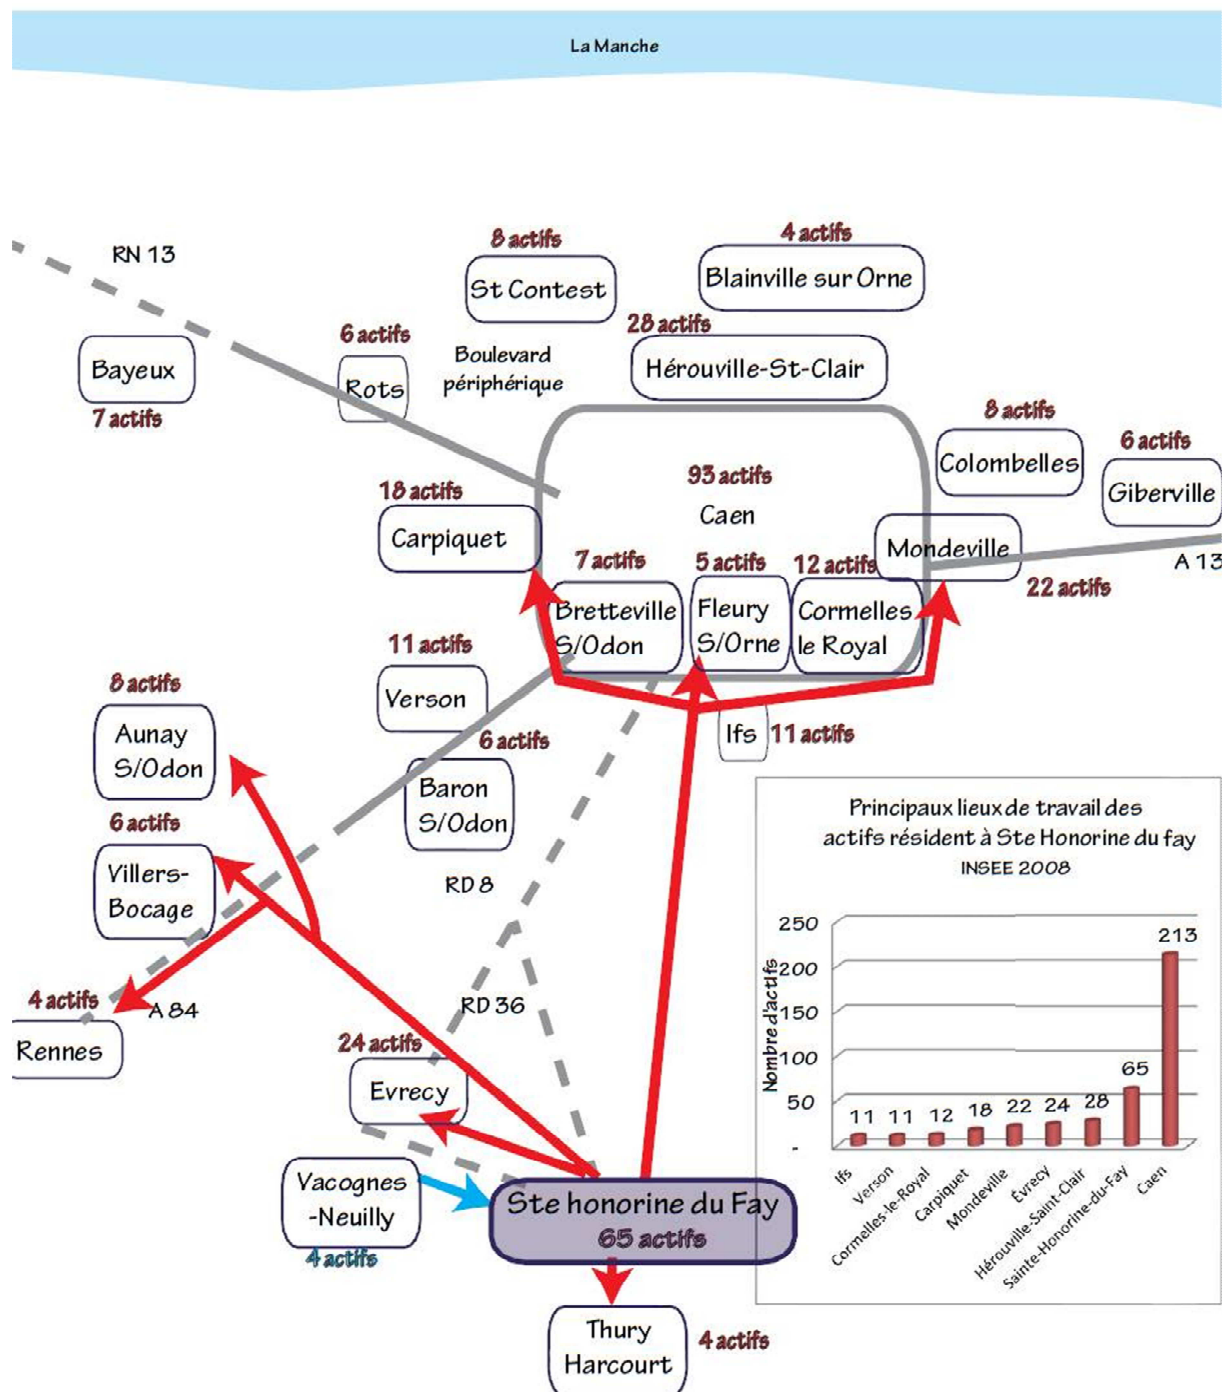 La Manche
RN 13
8 actifs
St Contest
4 actifs
Blainville sur Orne
28 actifs
Hérouville-St-Clair
6 actifs
Rots
Boulevard
périphérique
Bayeux
7 actifs
8 actifs
Colombelles
6 actifs
Giberville
18 actifs
Carpiquet
93 actifs
Caen
Mondeville
22 actifs
A 13
7 actifs
Bretteville
S/Odon
5 actifs
Fleury
S/Orne
12 actifs
Cormelles
le Royal
11 actifs
Verson
6 actifs
Baron
S/Odon
Ifs
11 actifs
8 actifs
Aunay
S/Odon
6 actifs
Villers-
Bocage
RD 8
RD 36
4 actifs
A 84
Rennes
24 actifs
Evrecy
Vacognes
-Neuilly
4 actifs
Ste honorine du Fay
65 actifs
Thury
Harcourt
4 actifs
Principaux lieux de travail des
actifs résident à Ste Honorine du fay
INSEE 2008
Nombre d'actifs
250
200
150
100
50
-
11
11
12
18
22
24
28
65
213
Ifs
Verson
Cormelles-le-Royal
Carpiquet
Mondeville
Évrecy
Hérouville-Saint-Clair
Sainte-Honorine-du-Fay
Caen